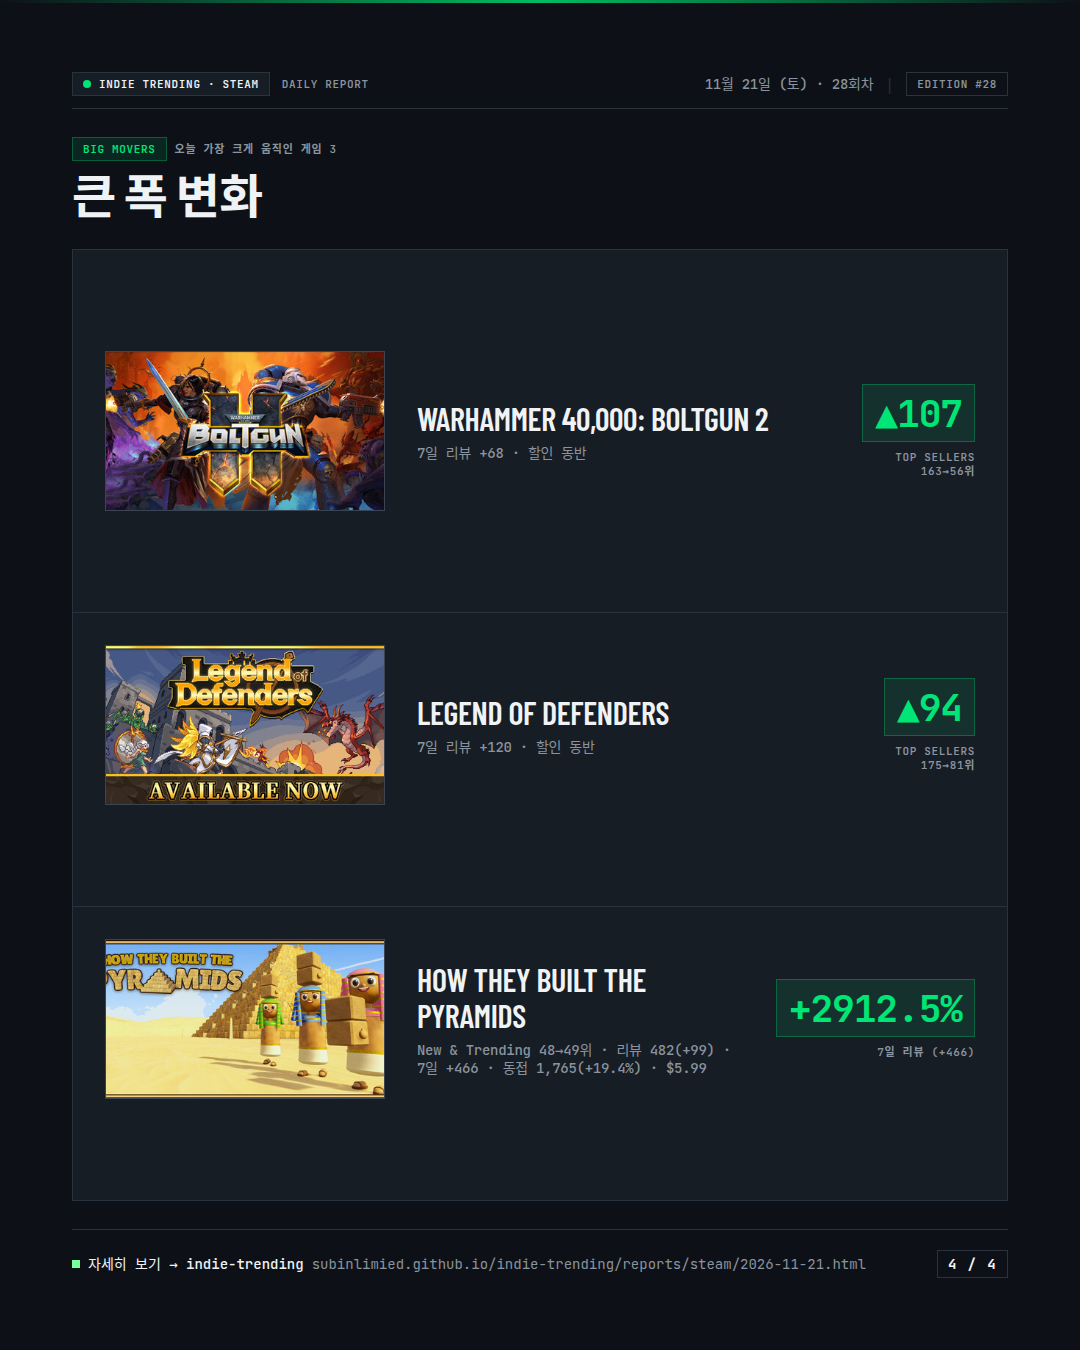 INDIE TRENDING · STEAM DAILY REPORT 11월 21일 (토) · 28회차 EDITION #28
BIG MOVERS 오늘 가장 크게 움직인 게임 3
큰 폭 변화
WARHAMMER 40,000
BOLTGUN
II
WARHAMMER 40,000: BOLTGUN 2
7일 리뷰 +68 · 할인 동반
▲107
TOP SELLERS
163→56위
Legend of
Defenders
AVAILABLE NOW
LEGEND OF DEFENDERS
7일 리뷰 +120 · 할인 동반
▲94
TOP SELLERS
175→81위
HOW THEY BUILT THE
PYRAMIDS
HOW THEY BUILT THE
PYRAMIDS
New & Trending 48→49위 · 리뷰 482(+99) ·
7일 +466 · 동접 1,765(+19.4%) · $5.99
+2912.5%
7일 리뷰 (+466)
자세히 보기 → indie-trending subinlimied.github.io/indie-trending/reports/steam/2026-11-21.html 4 / 4